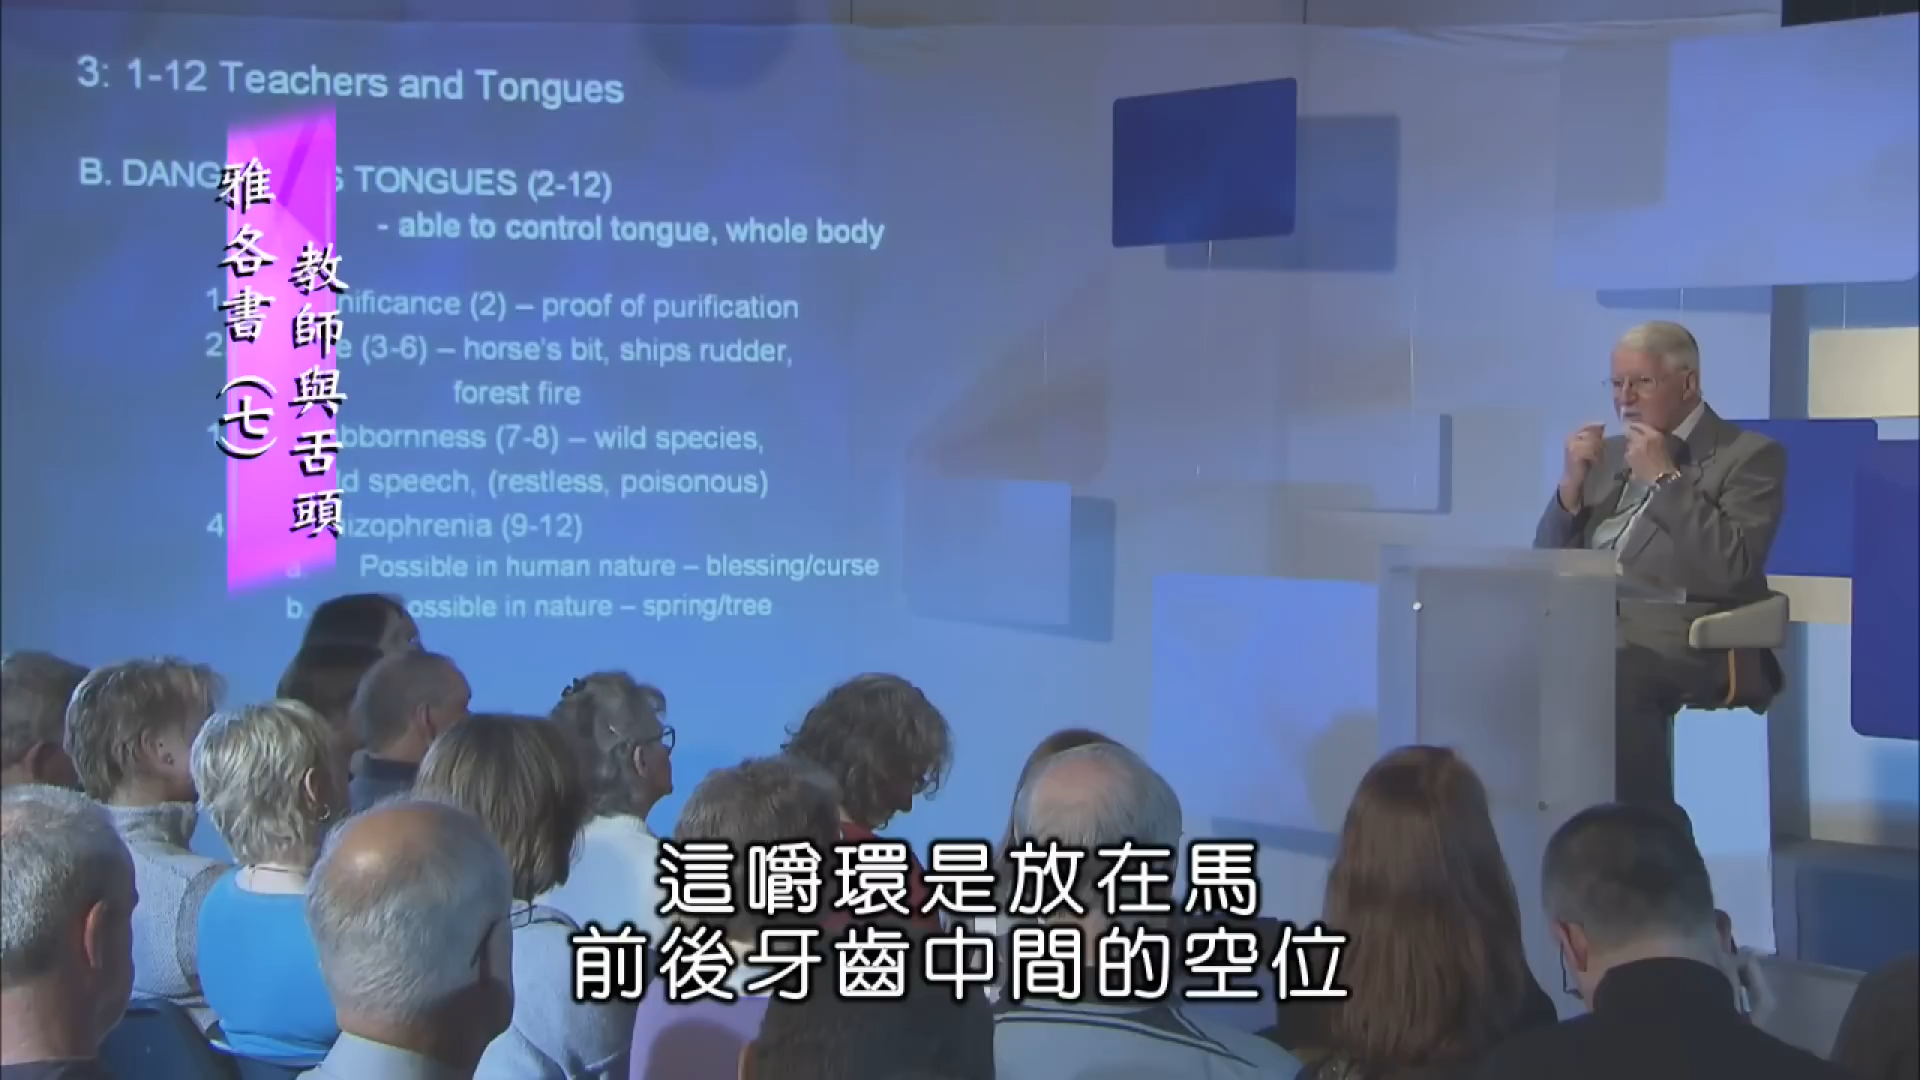 3: 1-12 Teachers and Tongues
B. DANG S TONGUES (2-12)
- able to control tongue, whole body
1 nificance (2) – proof of purification
2. e (3-6) – horse's bit, ships rudder,
forest fire
1 bbornness (7-8) – wild species,
d speech, (restless, poisonous)
4 izophrenia (9-12)
a. Possible in human nature – blessing/curse
b. ossible in nature – spring/tree
雅各書（七）
教師與舌頭
這嚼環是放在馬
前後牙齒中間的空位